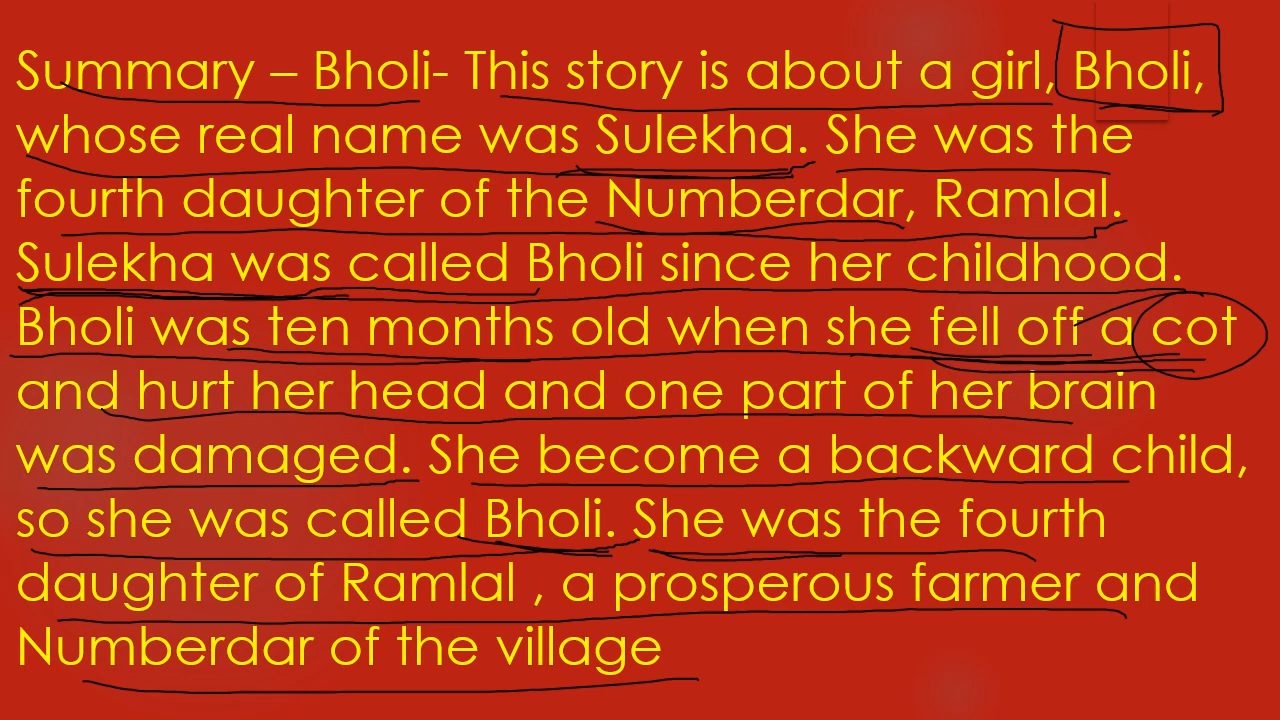 Summary – Bholi- This story is about a girl, Bholi,
whose real name was Sulekha. She was the
fourth daughter of the Numberdar, Ramlal.
Sulekha was called Bholi since her childhood.
Bholi was ten months old when she fell off a cot
and hurt her head and one part of her brain
was damaged. She become a backward child,
so she was called Bholi. She was the fourth
daughter of Ramlal , a prosperous farmer and
Numberdar of the village